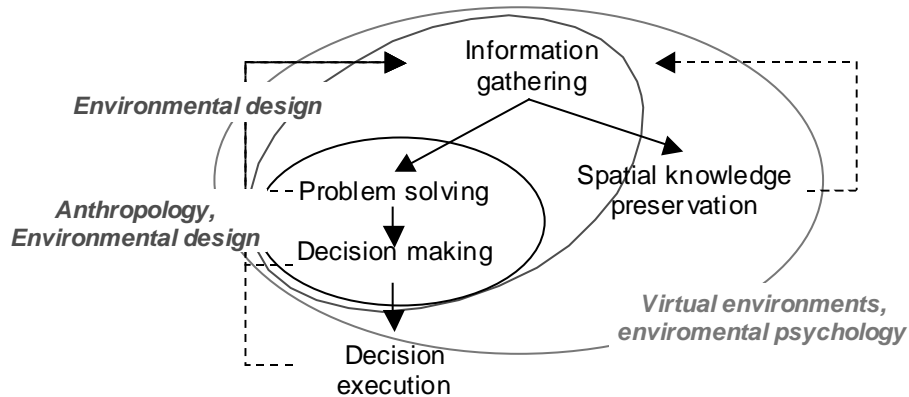 Information
gathering
Environmental design
Problem solving
Spatial knowledge
preservation
Anthropology,
Environmental design
Decision making
Virtual environments,
enviromental psychology
Decision
execution